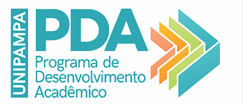 UNIPAMPA
PDA
Programa de
Desenvolvimento
Acadêmico